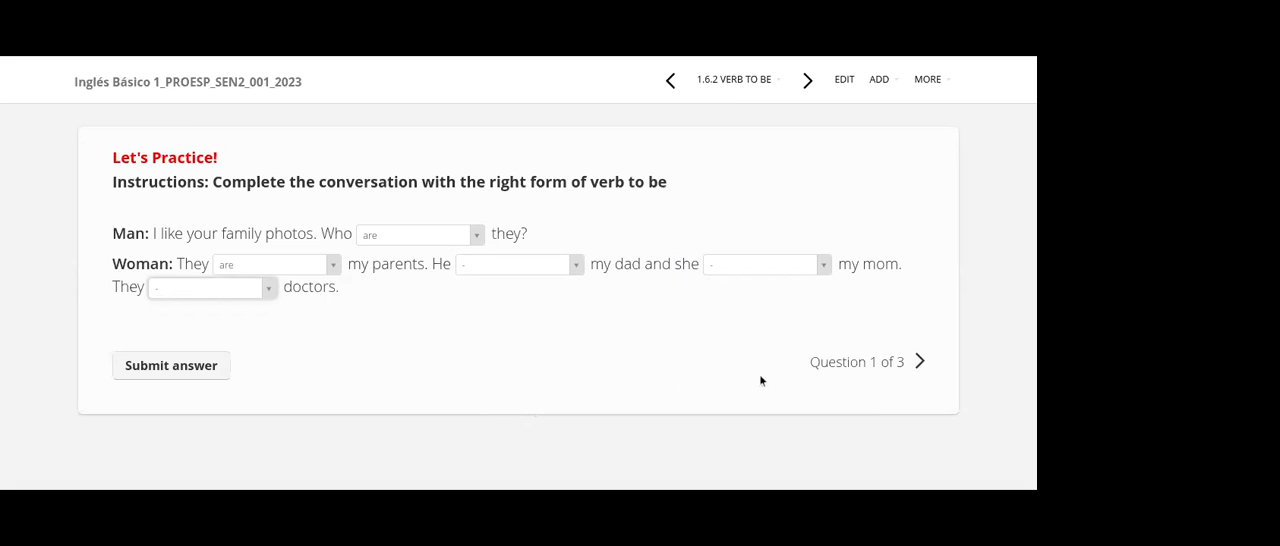 Inglés Básico 1_PROESP_SEN2_001_2023
1.6.2 VERB TO BE
EDIT
ADD
MORE
Let's Practice!
Instructions: Complete the conversation with the right form of verb to be
Man: I like your family photos. Who are they?
Woman: They are my parents. He - my dad and she - my mom.
They - doctors.
Submit answer
Question 1 of 3